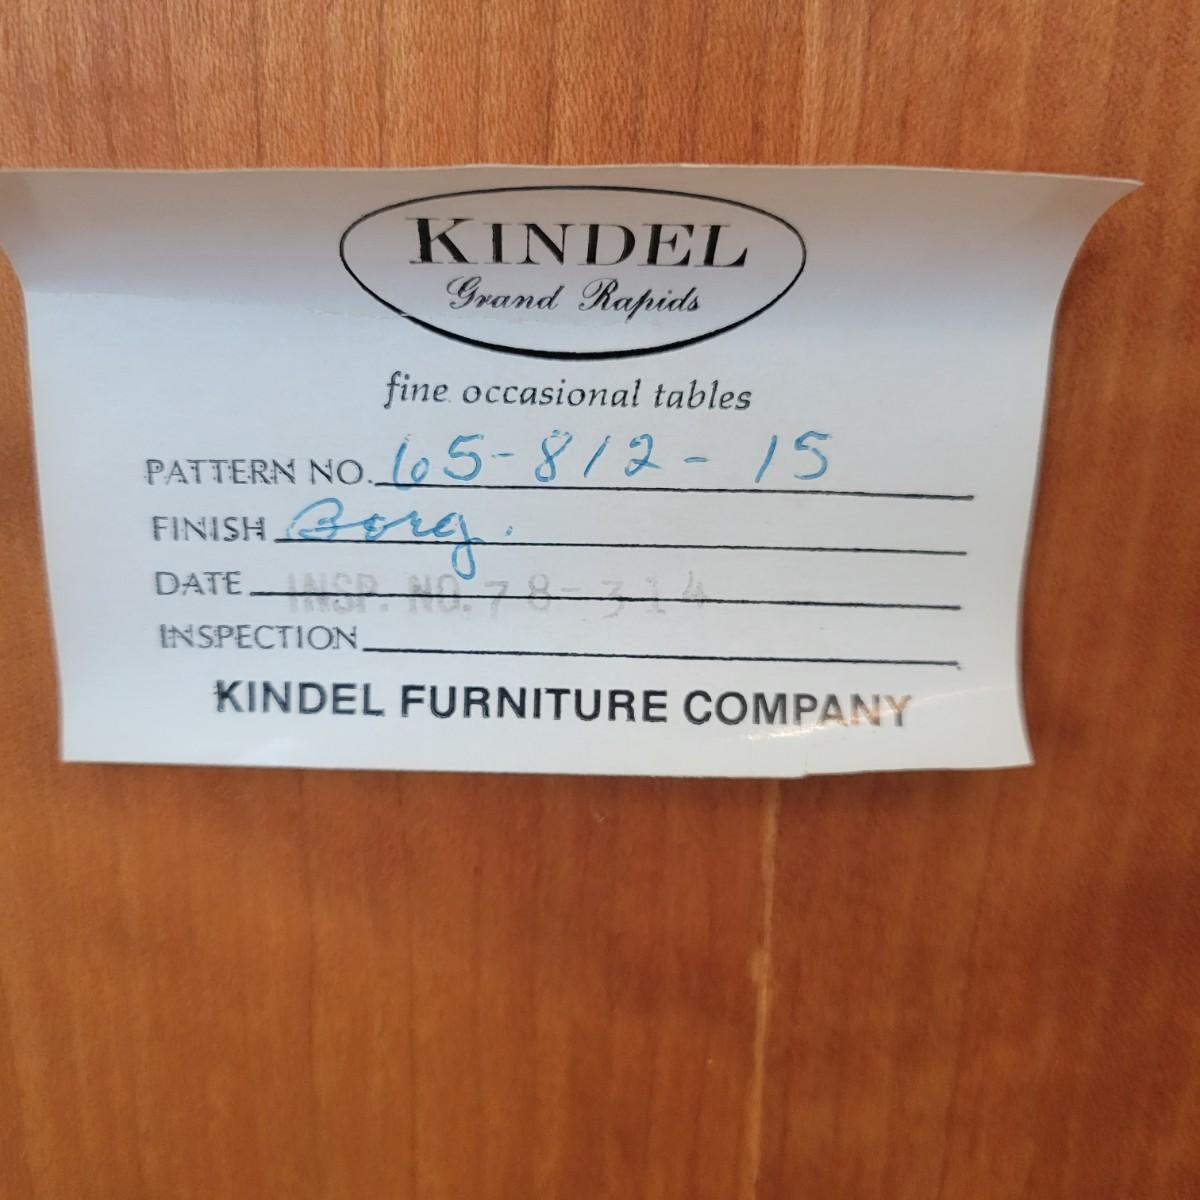 KINDEL
Grand Rapids
fine occasional tables
PATTERN NO. 65-812-15
FINISH Borg.
DATE INSP. NO. 78-314
INSPECTION
KINDEL FURNITURE COMPANY